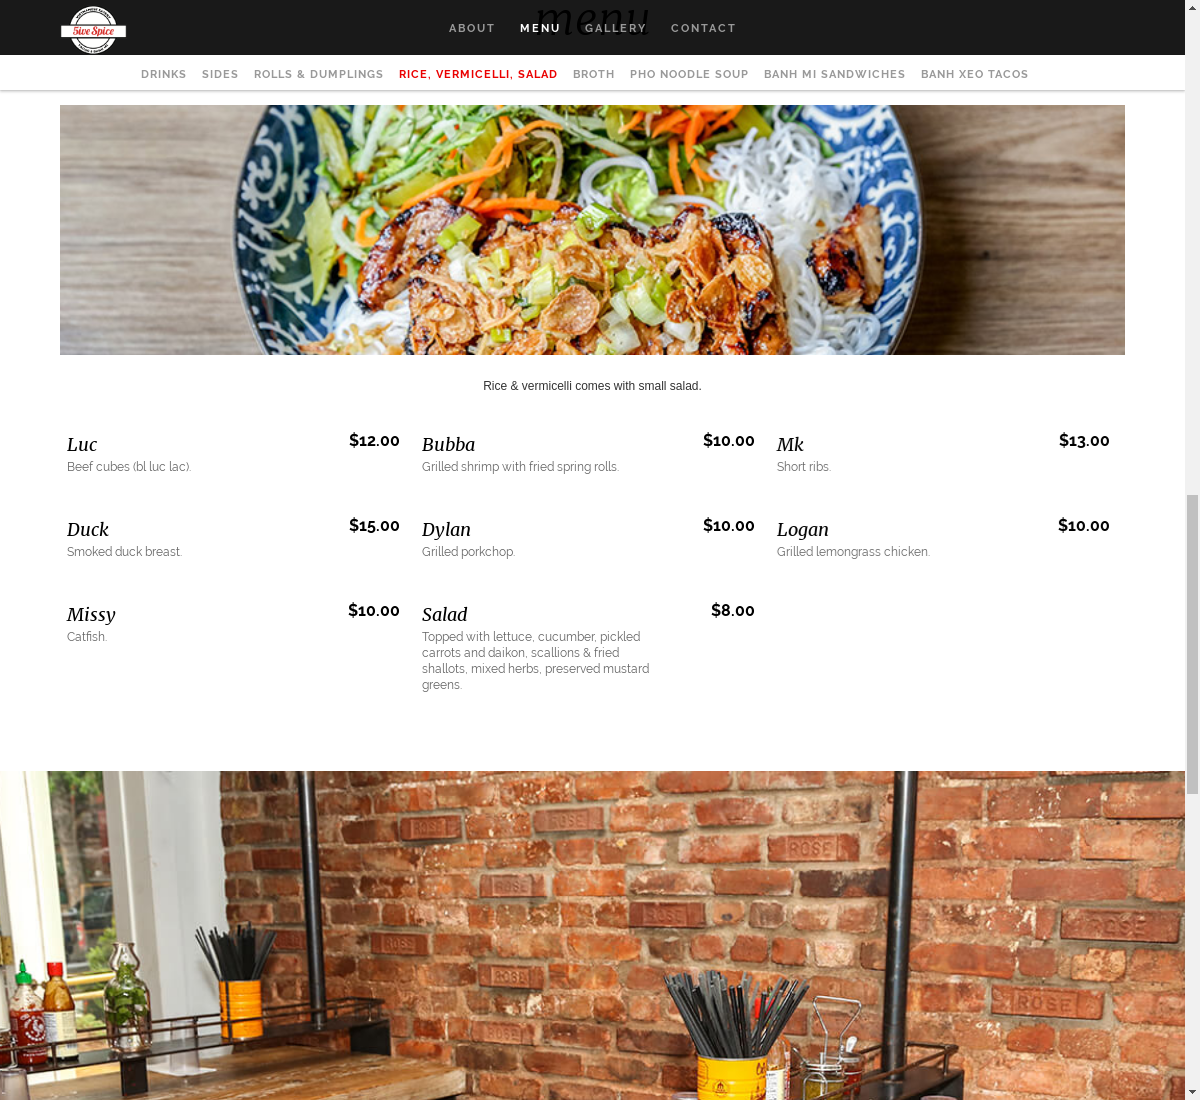 menu
5ive Spice
ABOUT MENU GALLERY CONTACT
DRINKS SIDES ROLLS & DUMPLINGS RICE, VERMICELLI, SALAD BROTH PHO NOODLE SOUP BANH MI SANDWICHES BANH XEO TACOS
Rice & vermicelli comes with small salad.
Luc $12.00
Beef cubes (bl luc lac).
Bubba $10.00
Grilled shrimp with fried spring rolls.
Mk $13.00
Short ribs.
Duck $15.00
Smoked duck breast.
Dylan $10.00
Grilled porkchop.
Logan $10.00
Grilled lemongrass chicken.
Missy $10.00
Catfish.
Salad $8.00
Topped with lettuce, cucumber, pickled
carrots and daikon, scallions & fried
shallots, mixed herbs, preserved mustard
greens.
ROSE
ROSE
ROSE
ROSE
ROSE
ROSE
ROSE
ROSE
ROSE